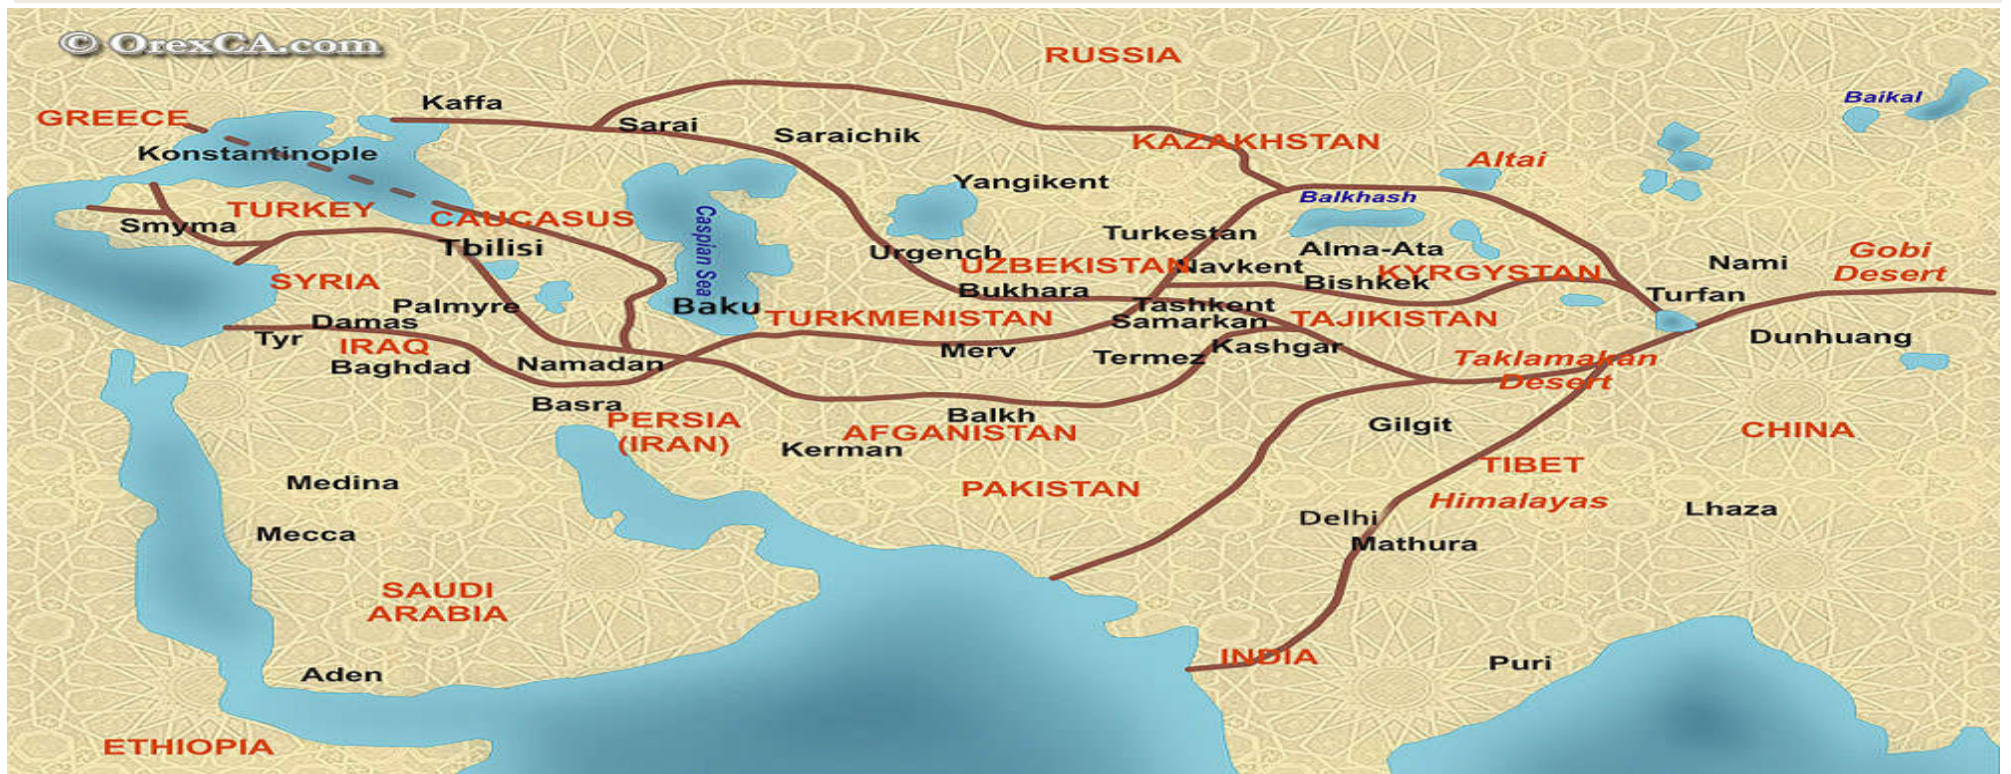 © OrexCA.com
RUSSIA
Baikal
Kaffa
GREECE
Sarai
Saraichik
KAZAKHSTAN
Konstantinople
Altai
Yangikent
Balkhash
TURKEY
CAUCASUS
Smyma
Turkestan
Caspian Sea
Tbilisi
Urgench
Alma-Ata
Gobi
Desert
Nami
UZBEKISTAN
Navkent
KYRGYSTAN
SYRIA
Bishkek
Bukhara
Turfan
Palmyre
Baku
Tashkent
Damas
TURKMENISTAN
Samarkan
TAJIKISTAN
Tyr
IRAQ
Dunhuang
Merv
Kashgar
Termez
Taklamakan
Desert
Baghdad
Namadan
Basra
PERSIA
(IRAN)
Balkh
Gilgit
AFGANISTAN
CHINA
Kerman
TIBET
Medina
PAKISTAN
Himalayas
Lhaza
Delhi
Mecca
Mathura
SAUDI
ARABIA
INDIA
Puri
Aden
ETHIOPIA